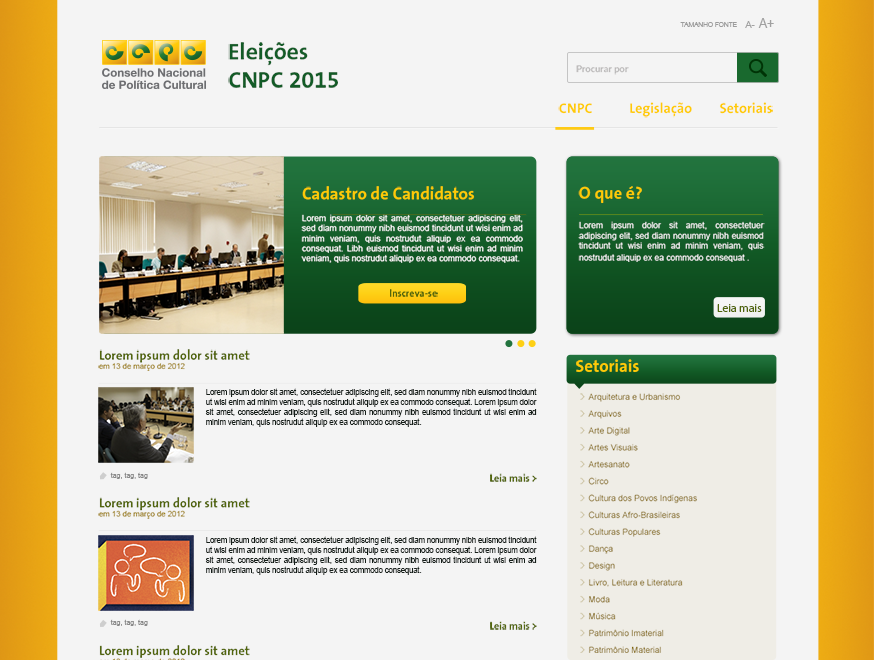 TAMANHO FONTE A- A+
CNPC
Conselho Nacional
de Política Cultural
Eleições
CNPC 2015
Procurar por
CNPC Legislação Setoriais
Cadastro de Candidatos
Lorem ipsum dolor sit amet, consectetuer adipiscing elit,
sed diam nonummy nibh euismod tincidunt ut wisi enim ad
minim veniam, quis nostrudut aliquip ex ea commodo
consequat. Libh euismod tincidunt ut wisi enim ad minim
veniam, quis nostrudut aliquip ex ea commodo consequat.
Inscreva-se
O que é?
Lorem ipsum dolor sit amet, consectetuer
adipiscing elit, sed diam nonummy nibh euismod
tincidunt ut wisi enim ad minim veniam, quis
nostrudut aliquip ex ea commodo consequat .
Leia mais
Lorem ipsum dolor sit amet
em 13 de março de 2012
Lorem ipsum dolor sit amet, consectetuer adipiscing elit, sed diam nonummy nibh euismod tincidunt
ut wisi enim ad minim veniam, quis nostrudut aliquip ex ea commodo consequat. Lorem ipsum dolor
sit amet, consectetuer adipiscing elit, sed diam nonummy nibh euismod tincidunt ut wisi enim ad
minim veniam, quis nostrudut aliquip ex ea commodo consequat.
tag, tag, tag
Leia mais >
Lorem ipsum dolor sit amet
em 13 de março de 2012
Lorem ipsum dolor sit amet, consectetuer adipiscing elit, sed diam nonummy nibh euismod tincidunt
ut wisi enim ad minim veniam, quis nostrudut aliquip ex ea commodo consequat. Lorem ipsum dolor
sit amet, consectetuer adipiscing elit, sed diam nonummy nibh euismod tincidunt ut wisi enim ad
minim veniam, quis nostrudut aliquip ex ea commodo consequat.
tag, tag, tag
Leia mais >
Lorem ipsum dolor sit amet
Setoriais
Arquitetura e Urbanismo
Arquivos
Arte Digital
Artes Visuais
Artesanato
Circo
Cultura dos Povos Indígenas
Culturas Afro-Brasileiras
Culturas Populares
Dança
Design
Livro, Leitura e Literatura
Moda
Música
Patrimônio Imaterial
Patrimônio Material